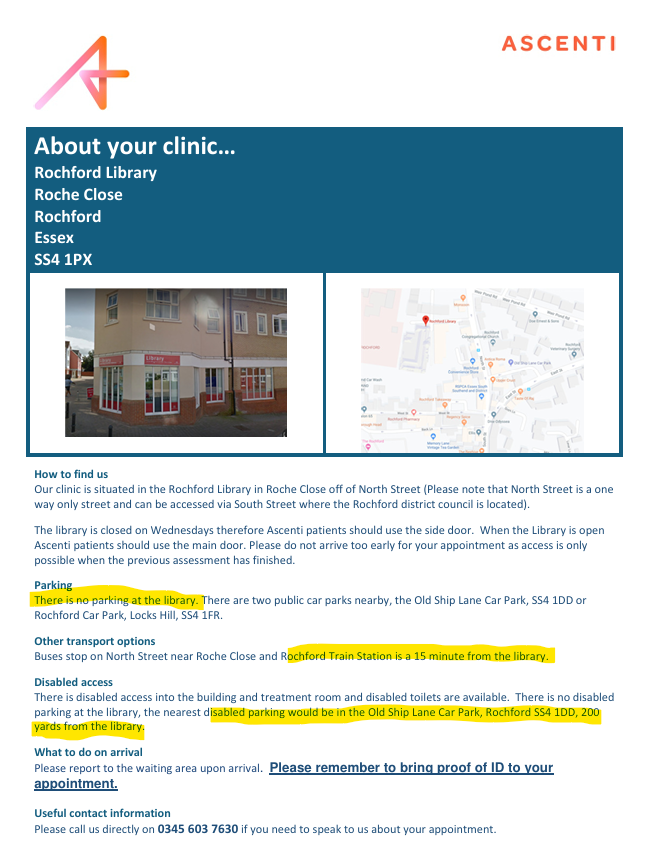 ASCENTI
About your clinic…
Rochford Library
Roche Close
Rochford
Essex
SS4 1PX
Library
Rochford Library
How to find us
Our clinic is situated in the Rochford Library in Roche Close off of North Street (Please note that North Street is a one
way only street and can be accessed via South Street where the Rochford district council is located).
The library is closed on Wednesdays therefore Ascenti patients should use the side door.  When the Library is open
Ascenti patients should use the main door. Please do not arrive too early for your appointment as access is only
possible when the previous assessment has finished.
Parking
There is no parking at the library. There are two public car parks nearby, the Old Ship Lane Car Park, SS4 1DD or
Rochford Car Park, Locks Hill, SS4 1FR.
Other transport options
Buses stop on North Street near Roche Close and Rochford Train Station is a 15 minute from the library.
Disabled access
There is disabled access into the building and treatment room and disabled toilets are available.  There is no disabled
parking at the library, the nearest disabled parking would be in the Old Ship Lane Car Park, Rochford SS4 1DD, 200
yards from the library.
What to do on arrival
Please report to the waiting area upon arrival.  Please remember to bring proof of ID to your
appointment.
Useful contact information
Please call us directly on 0345 603 7630 if you need to speak to us about your appointment.